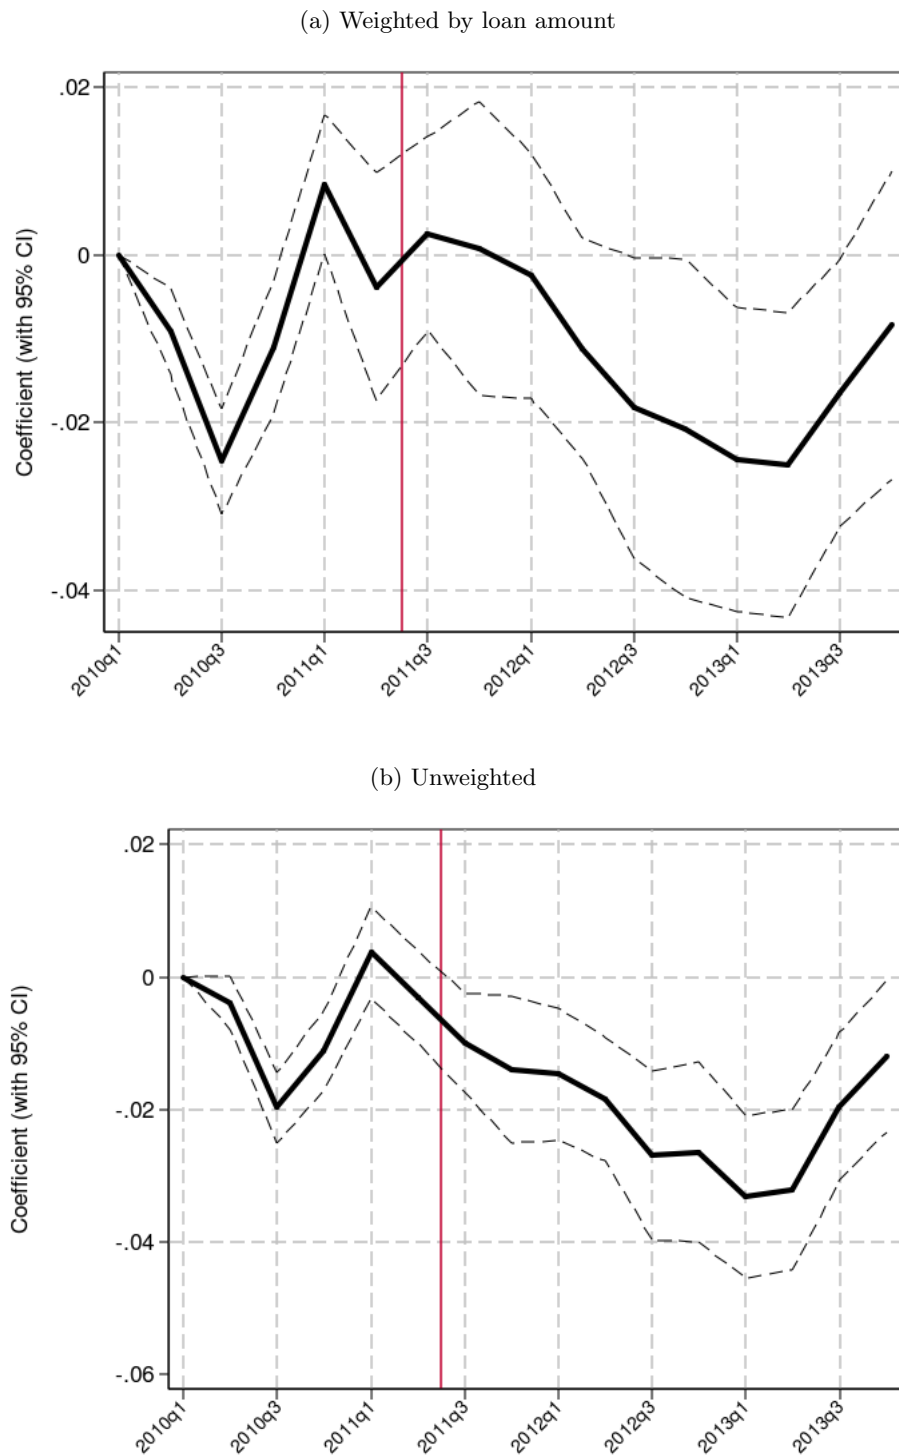 (a) Weighted by loan amount
Coefficient (with 95% CI)
.02
0
-.02
-.04
2010q1
2010q3
2011q1
2011q3
2012q1
2012q3
2013q1
2013q3
(b) Unweighted
Coefficient (with 95% CI)
.02
0
-.02
-.04
-.06
2010q1
2010q3
2011q1
2011q3
2012q1
2012q3
2013q1
2013q3